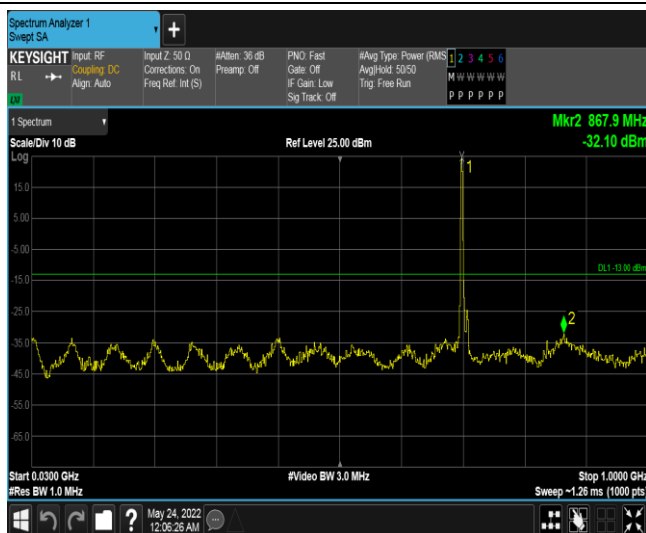 Spectrum Analyzer 1
Swept SA
+
KEYSIGHT Input: RF Input Z: 50 Ω #Atten: 36 dB PNO: Fast #Avg Type: Power (RMS 1 2 3 4 5 6
RL Coupling: DC Corrections: On Preamp: Off Gate: Off Avg|Hold: 50/50 M W W W W W
Align: Auto Freq Ref: Int (S) IF Gain: Low Trig: Free Run
Sig Track: Off P P P P P P
1 Spectrum Mkr2 867.9 MHz
Scale/Div 10 dB Ref Level 25.00 dBm -32.10 dBm
Log
1
15.0
5.00
-5.00
DL1 -13.00 dBm
-15.0
-25.0
2
-35.0
-45.0
-55.0
-65.0
Start 0.0300 GHz #Video BW 3.0 MHz Stop 1.0000 GHz
#Res BW 1.0 MHz Sweep ~1.26 ms (1000 pts)
? May 24, 2022
12:06:26 AM